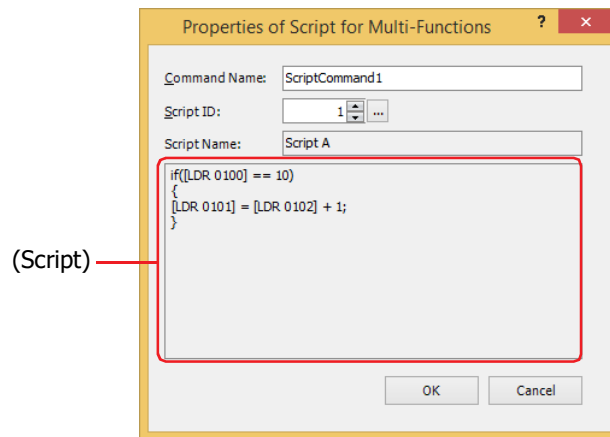 Properties of Script for Multi-Functions ? ×
Command Name: ScriptCommand1
Script ID: 1 ...
Script Name: Script A
if([LDR 0100] == 10)
{
[LDR 0101] = [LDR 0102] + 1;
}
(Script)
OK Cancel